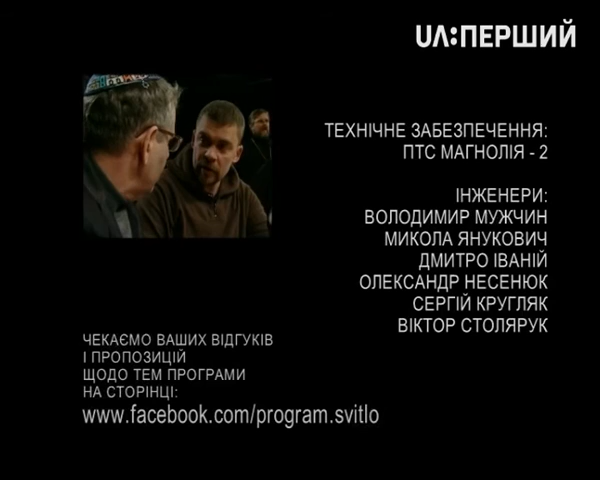 UA:ПЕРШИЙ
ТЕХНІЧНЕ ЗАБЕЗПЕЧЕННЯ:
ПТС МАГНОЛІЯ - 2
ІНЖЕНЕРИ:
ВОЛОДИМИР МУЖЧИН
МИКОЛА ЯНУКОВИЧ
ДМИТРО ІВАНІЙ
ОЛЕКСАНДР НЕСЕНЮК
СЕРГІЙ КРУГЛЯК
ВІКТОР СТОЛЯРУК
ЧЕКАЄМО ВАШИХ ВІДГУКІВ
І ПРОПОЗИЦІЙ
ЩОДО ТЕМ ПРОГРАМИ
НА СТОРІНЦІ:
www.facebook.com/program.svitlo